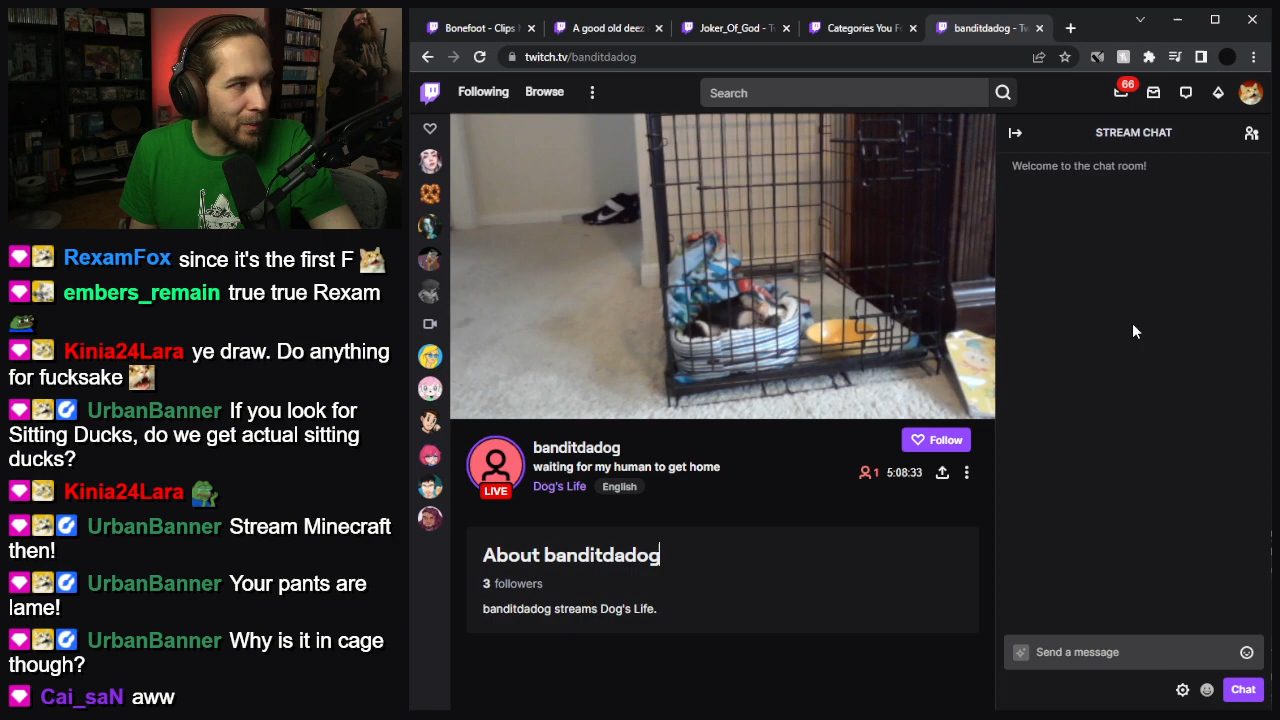 Bonefoot - Clips
A good old deez
Joker_Of_God - Tw
Categories You Fo
banditdadog - Tw
twitch.tv/banditdadog
Following
Browse
Search
66
STREAM CHAT
Welcome to the chat room!
RexamFox since it's the first F
embers_remain true true Rexam
Kinia24Lara ye draw. Do anything
for fucksake
UrbanBanner If you look for
Sitting Ducks, do we get actual sitting
ducks?
Kinia24Lara
UrbanBanner Stream Minecraft
then!
UrbanBanner Your pants are
lame!
UrbanBanner Why is it in cage
though?
Cai_saN aww
LIVE
banditdadog
waiting for my human to get home
Dog's Life English
Follow
1 5:08:33
About banditdadog
3 followers
banditdadog streams Dog's Life.
Send a message
Chat